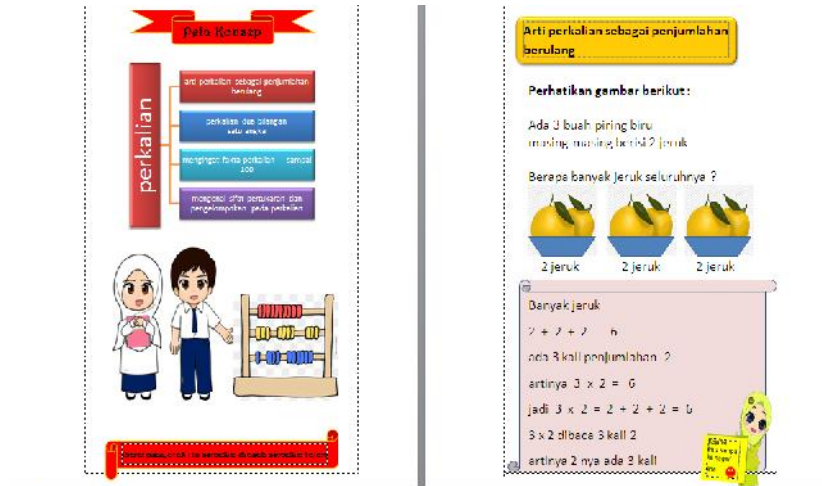 Peta Konsep
perkalian
arti perkalian sebagai penjumlahan
berulang
perkalian dua bilangan
satu angka
mengingat fakta perkalian sampai
100
mengenal sifat pertukaran dan
pengelompokan pada perkalian
Arti perkalian sebagai penjumlahan
berulang
Perhatikan gambar berikut :
Ada 3 buah piring biru
masing-masing berisi 2 jeruk
Berapa banyak jeruk seluruhnya ?
2 jeruk 2 jeruk 2 jeruk
Banyak jeruk
2 + 2 + 2 = 6
ada 3 kali penjumlahan 2
artinya 3 x 2 = 6
jadi 3 x 2 = 2 + 2 + 2 = 6
3 x 2 dibaca 3 kali 2
artinya 2 nya ada 3 kali